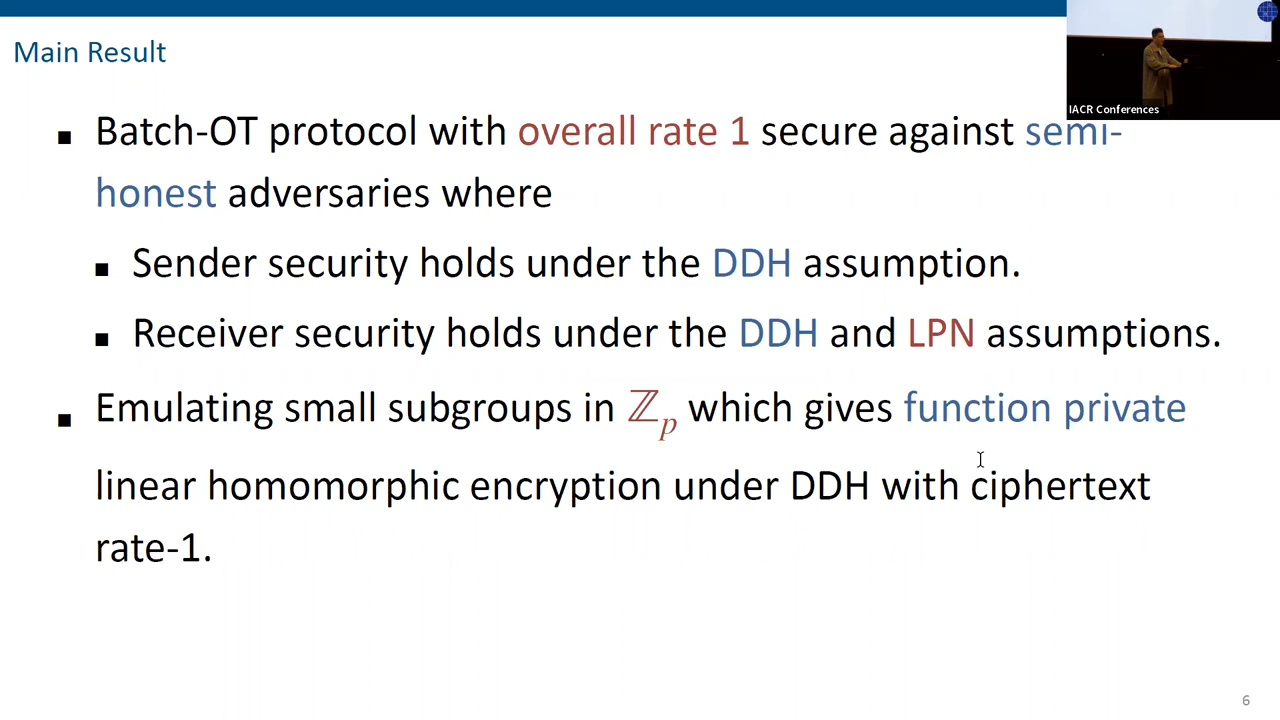 Main Result
IACR Conferences
▪ Batch-OT protocol with overall rate 1 secure against semi-
honest adversaries where
▪ Sender security holds under the DDH assumption.
▪ Receiver security holds under the DDH and LPN assumptions.
▪ Emulating small subgroups in ℤₚ which gives function private
linear homomorphic encryption under DDH with ciphertext
rate-1.
6